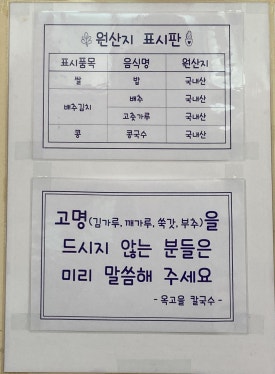 원산지 표시판
표시품목 음식명 원산지
쌀 밥 국내산
배추김치 배추 국내산
고춧가루 국내산
콩 콩국수 국내산
고명(김가루, 깨가루, 쑥갓, 부추)을
드시지 않는 분들은
미리 말씀해 주세요
- 옥고을 칼국수 -